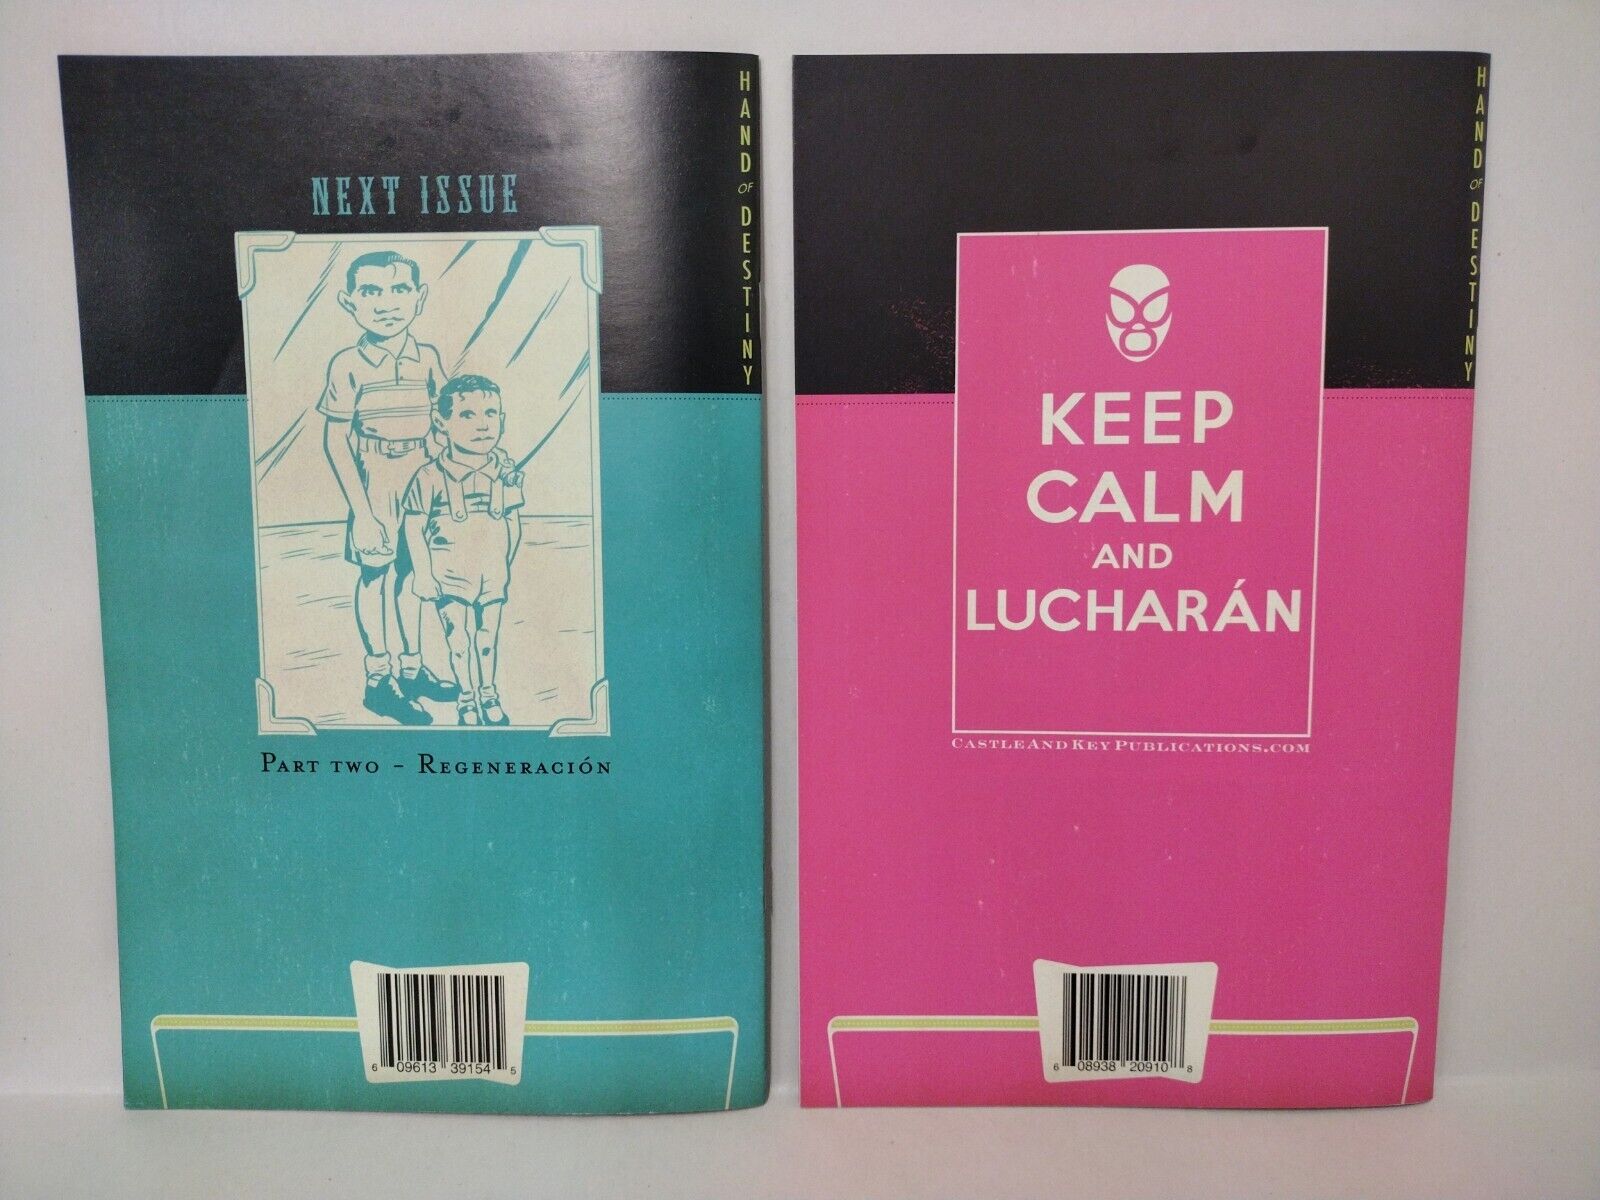 NEXT ISSUE
PART TWO - REGENERACIÓN
HAND OF DESTINY
6 09613 39154 5
KEEP
CALM
AND
LUCHARÁN
CASTLEANDKEYPUBLICATIONS.COM
HAND OF DESTINY
6 08938 20910 8